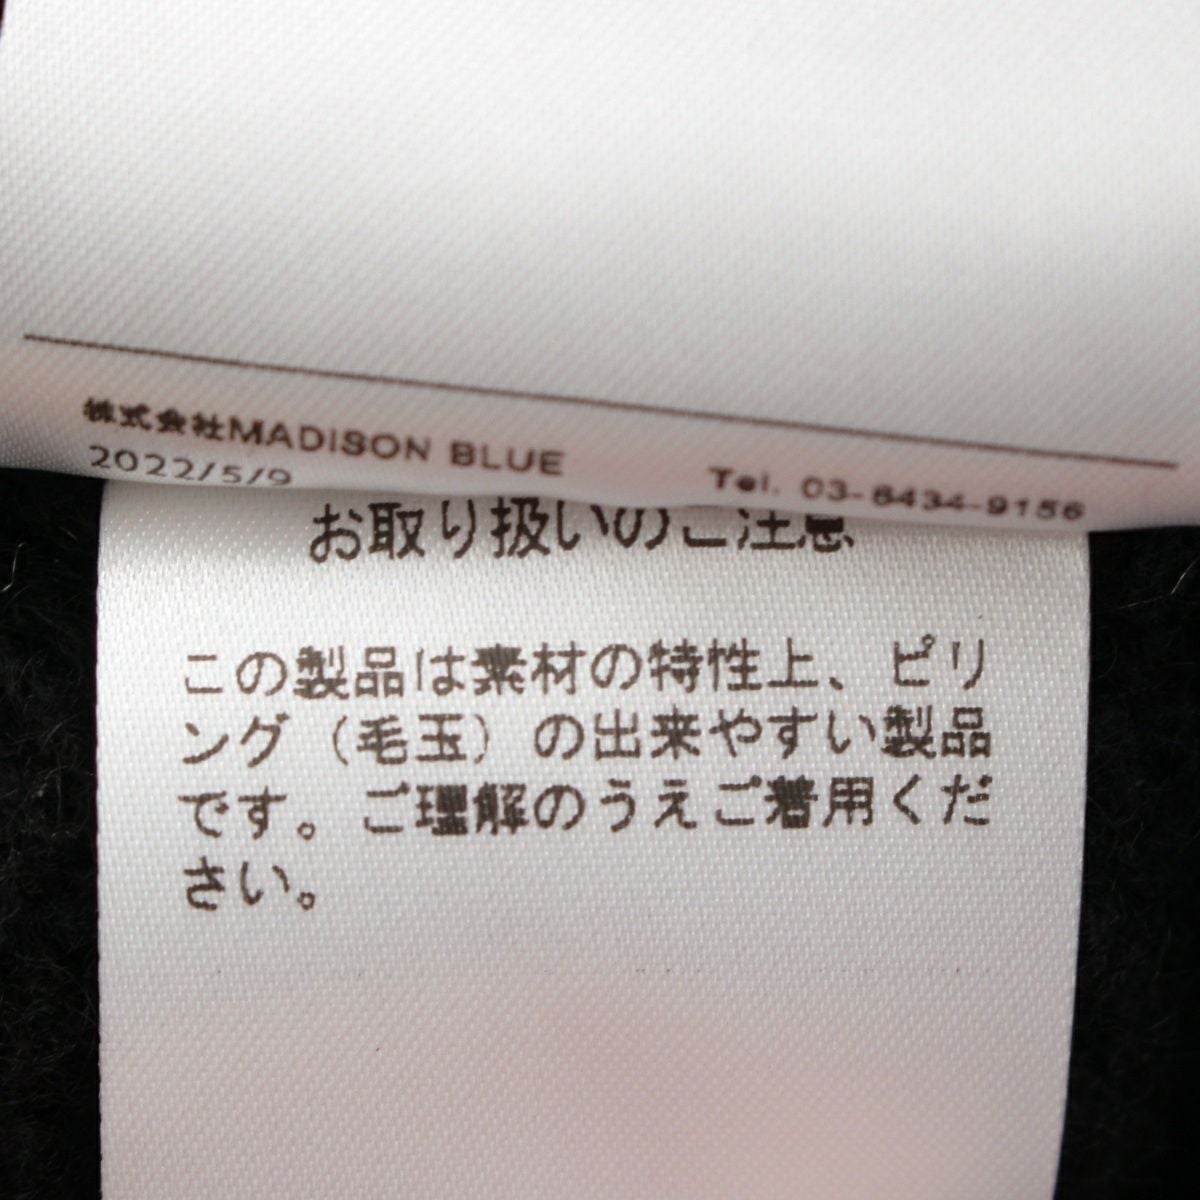 株式会社MADISON BLUE Tel. 03-6434-9156
2022/5/9
お取り扱いのご注意
この製品は素材の特性上、ピリ
ング（毛玉）の出来やすい製品
です。ご理解のうえご着用くだ
さい。